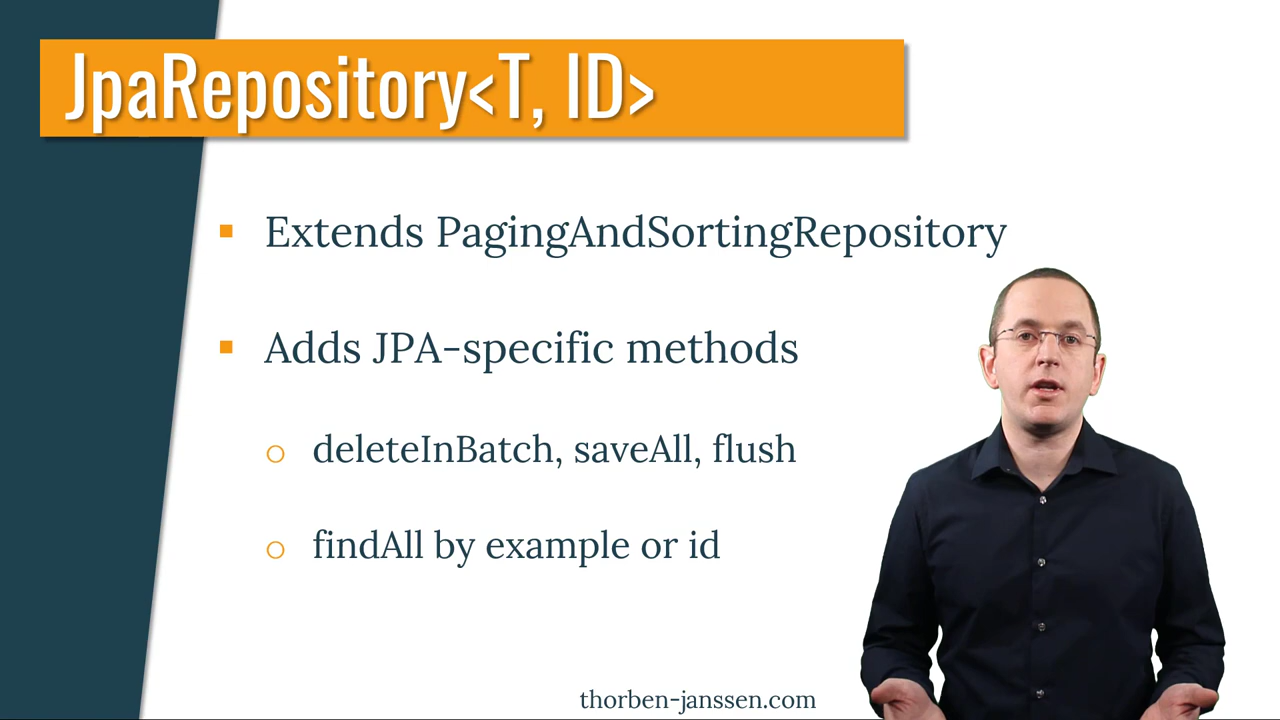 JpaRepository<T, ID>
Extends PagingAndSortingRepository
Adds JPA-specific methods
deleteInBatch, saveAll, flush
findAll by example or id
thorben-janssen.com